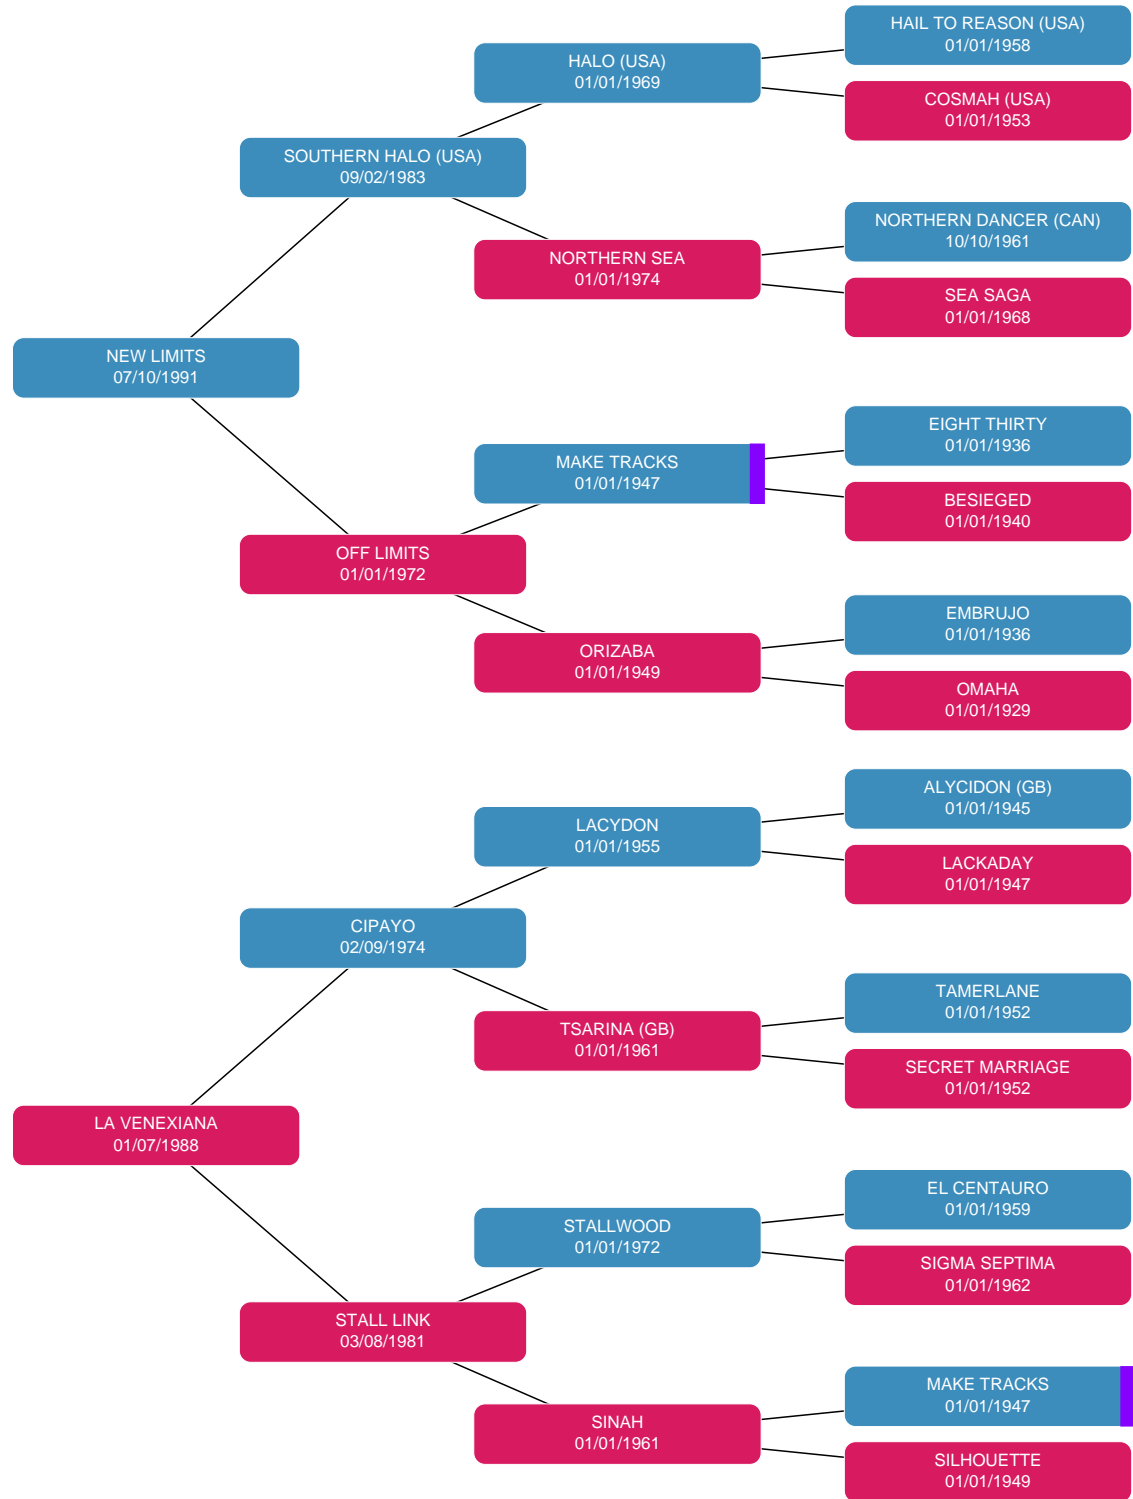 HAIL TO REASON (USA)
01/01/1958
HALO (USA)
01/01/1969
COSMAH (USA)
01/01/1953
SOUTHERN HALO (USA)
09/02/1983
NORTHERN DANCER (CAN)
10/10/1961
NORTHERN SEA
01/01/1974
SEA SAGA
01/01/1968
NEW LIMITS
07/10/1991
EIGHT THIRTY
01/01/1936
MAKE TRACKS
01/01/1947
BESIEGED
01/01/1940
OFF LIMITS
01/01/1972
EMBRUJO
01/01/1936
ORIZABA
01/01/1949
OMAHA
01/01/1929
ALYCIDON (GB)
01/01/1945
LACYDON
01/01/1955
LACKADAY
01/01/1947
CIPAYO
02/09/1974
TAMERLANE
01/01/1952
TSARINA (GB)
01/01/1961
SECRET MARRIAGE
01/01/1952
LA VENEXIANA
01/07/1988
EL CENTAURO
01/01/1959
STALLWOOD
01/01/1972
SIGMA SEPTIMA
01/01/1962
STALL LINK
03/08/1981
MAKE TRACKS
01/01/1947
SINAH
01/01/1961
SILHOUETTE
01/01/1949